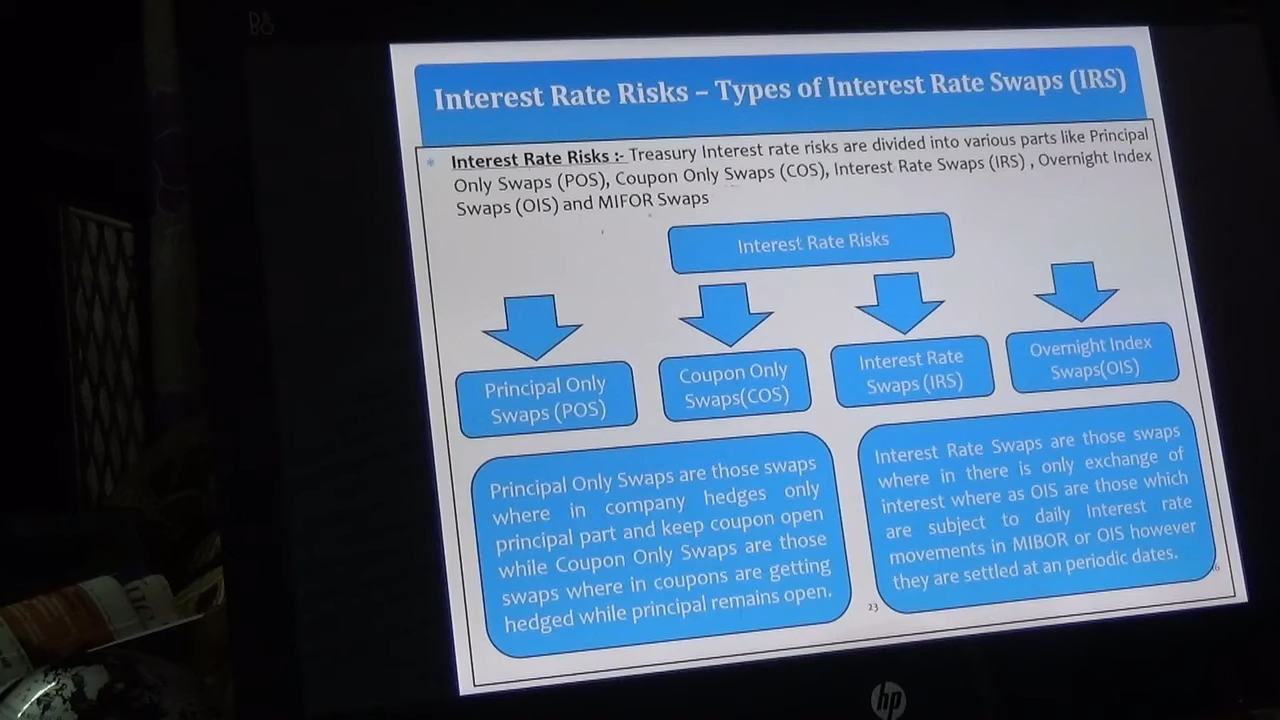 Interest Rate Risks – Types of Interest Rate Swaps (IRS)
Interest Rate Risks :- Treasury Interest rate risks are divided into various parts like Principal
Only Swaps (POS), Coupon Only Swaps (COS), Interest Rate Swaps (IRS) , Overnight Index
Swaps (OIS) and MIFOR Swaps
Interest Rate Risks
Principal Only
Swaps (POS)
Coupon Only
Swaps(COS)
Interest Rate
Swaps (IRS)
Overnight Index
Swaps(OIS)
Principal Only Swaps are those swaps
where in company hedges only
principal part and keep coupon open
while Coupon Only Swaps are those
swaps where in coupons are getting
hedged while principal remains open.
Interest Rate Swaps are those swaps
where in there is only exchange of
interest where as OIS are those which
are subject to daily Interest rate
movements in MIBOR or OIS however
they are settled at an periodic dates.
23
6
hp